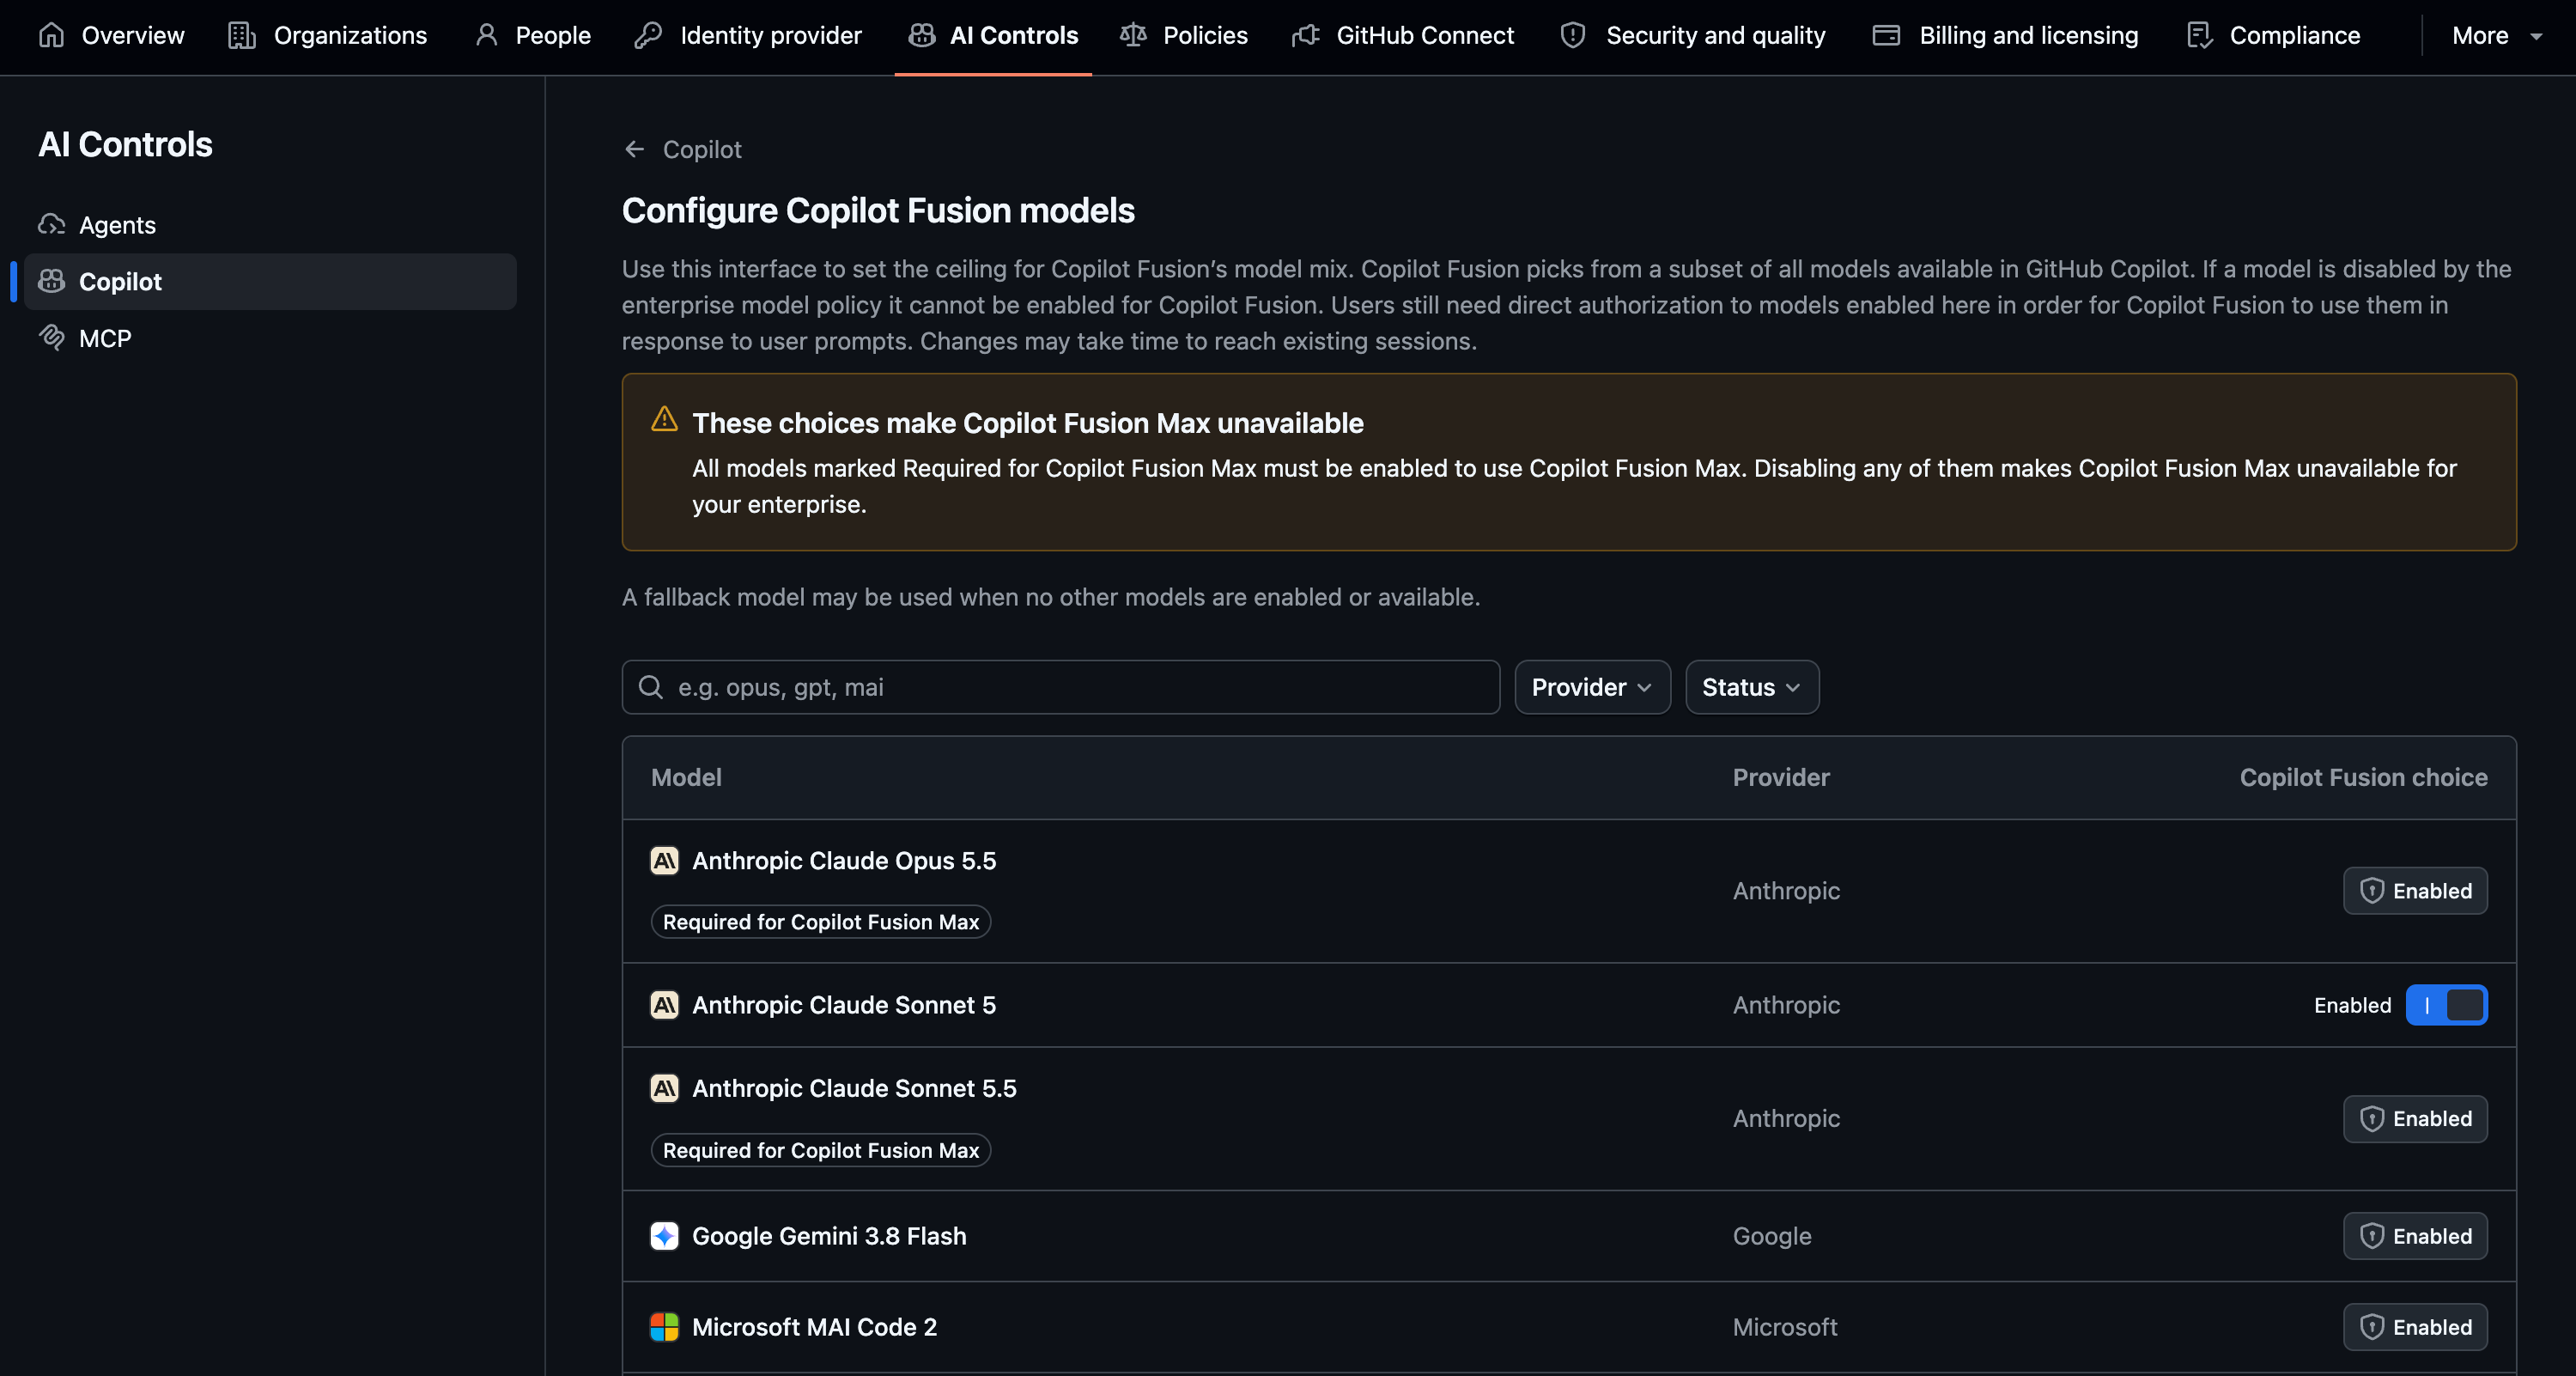 Overview
Organizations
People
Identity provider
AI Controls
Policies
GitHub Connect
Security and quality
Billing and licensing
Compliance
More
AI Controls
Agents
Copilot
MCP
Copilot
Configure Copilot Fusion models
Use this interface to set the ceiling for Copilot Fusion’s model mix. Copilot Fusion picks from a subset of all models available in GitHub Copilot. If a model is disabled by the
enterprise model policy it cannot be enabled for Copilot Fusion. Users still need direct authorization to models enabled here in order for Copilot Fusion to use them in
response to user prompts. Changes may take time to reach existing sessions.
These choices make Copilot Fusion Max unavailable
All models marked Required for Copilot Fusion Max must be enabled to use Copilot Fusion Max. Disabling any of them makes Copilot Fusion Max unavailable for
your enterprise.
A fallback model may be used when no other models are enabled or available.
e.g. opus, gpt, mai
Provider
Status
Model
Provider
Copilot Fusion choice
Anthropic Claude Opus 5.5
Required for Copilot Fusion Max
Anthropic
Enabled
Anthropic Claude Sonnet 5
Anthropic
Enabled
Anthropic Claude Sonnet 5.5
Required for Copilot Fusion Max
Anthropic
Enabled
Google Gemini 3.8 Flash
Google
Enabled
Microsoft MAI Code 2
Microsoft
Enabled